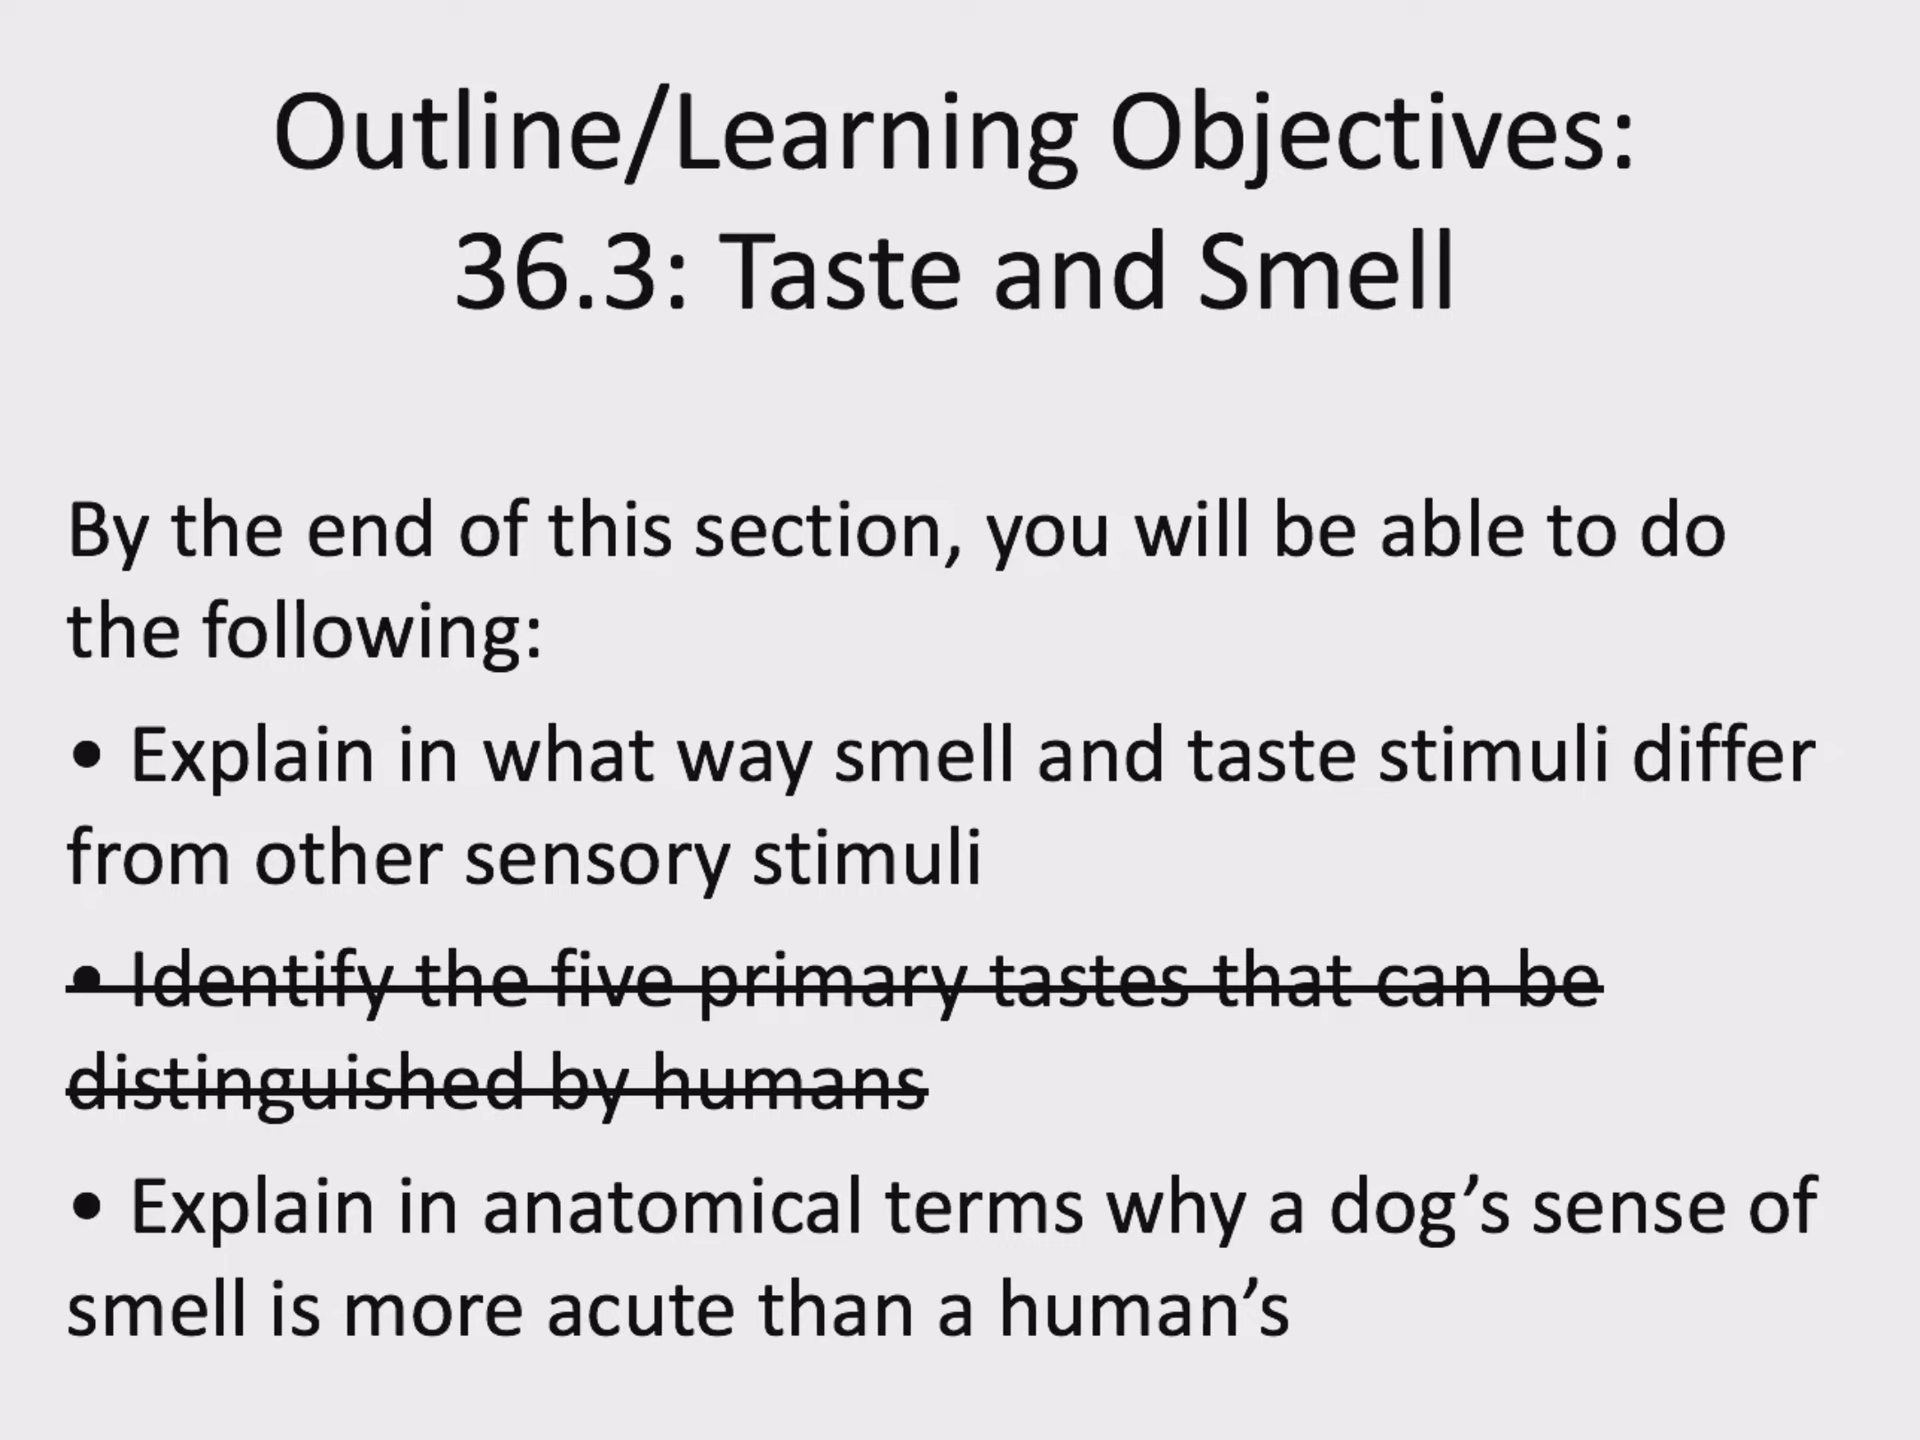 Outline/Learning Objectives:
36.3: Taste and Smell
By the end of this section, you will be able to do
the following:
• Explain in what way smell and taste stimuli differ
from other sensory stimuli
• Identify the five primary tastes that can be
distinguished by humans
• Explain in anatomical terms why a dog’s sense of
smell is more acute than a human’s